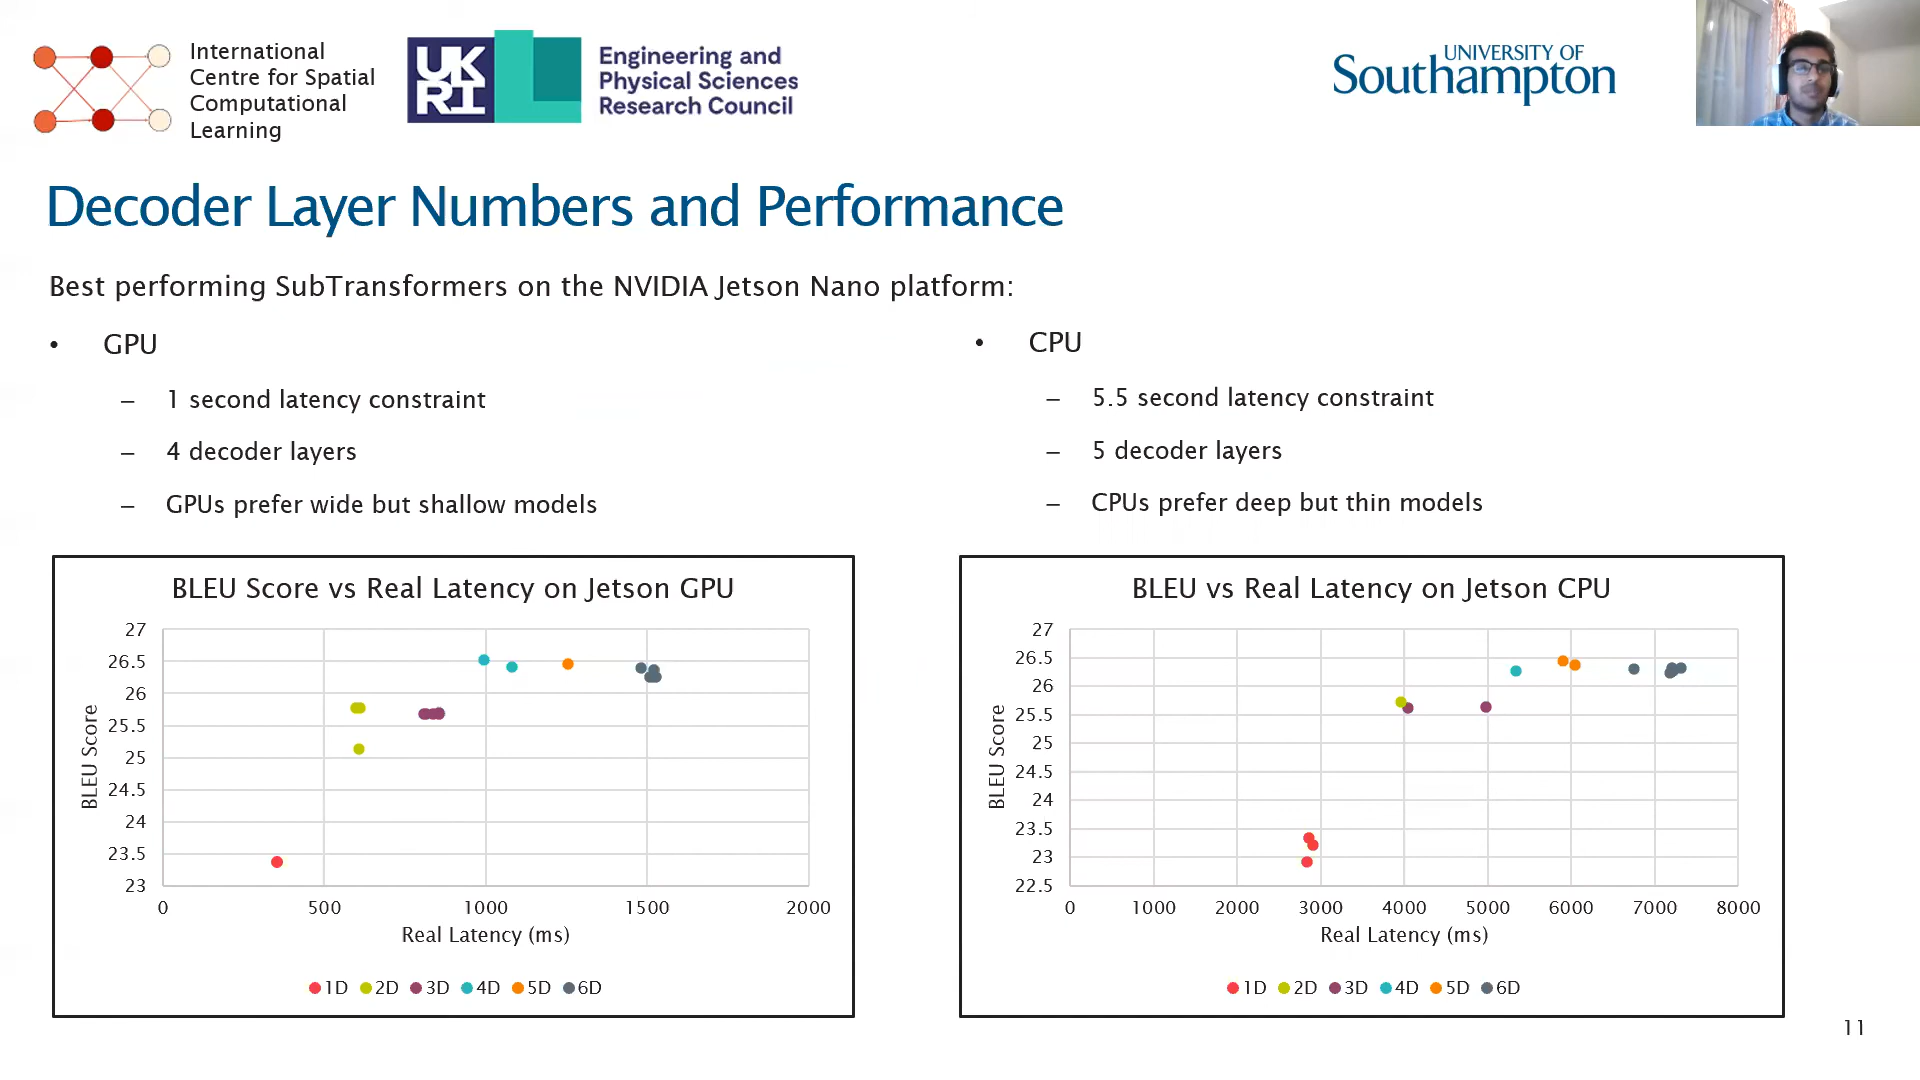 International
Centre for Spatial
Computational
Learning
UK
RI
Engineering and
Physical Sciences
Research Council
UNIVERSITY OF
Southampton
Decoder Layer Numbers and Performance
Best performing SubTransformers on the NVIDIA Jetson Nano platform:
• GPU
– 1 second latency constraint
– 4 decoder layers
– GPUs prefer wide but shallow models
• CPU
– 5.5 second latency constraint
– 5 decoder layers
– CPUs prefer deep but thin models
BLEU Score vs Real Latency on Jetson GPU
27
26.5
26
25.5
25
24.5
24
23.5
23
BLEU Score
0 500 1000 1500 2000
Real Latency (ms)
1D 2D 3D 4D 5D 6D
BLEU vs Real Latency on Jetson CPU
27
26.5
26
25.5
25
24.5
24
23.5
23
22.5
BLEU Score
0 1000 2000 3000 4000 5000 6000 7000 8000
Real Latency (ms)
1D 2D 3D 4D 5D 6D
11